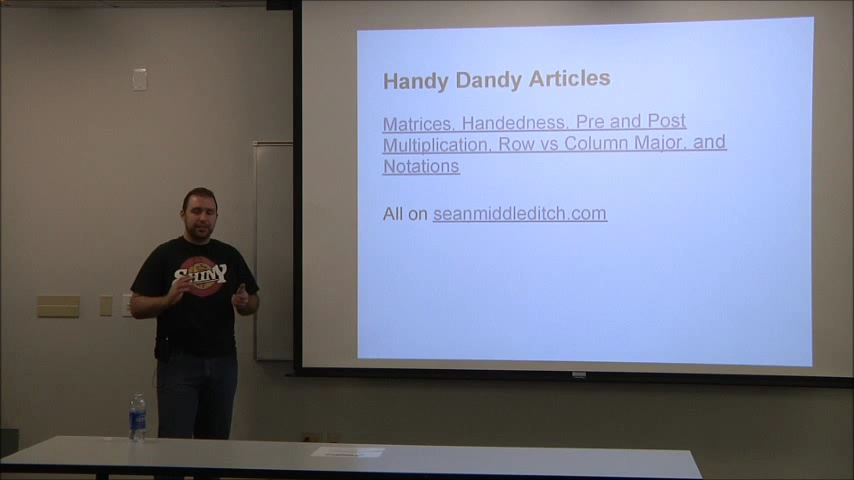 Handy Dandy Articles
Matrices, Handedness, Pre and Post
Multiplication, Row vs Column Major, and
Notations
All on seanmiddleditch.com
SHINY